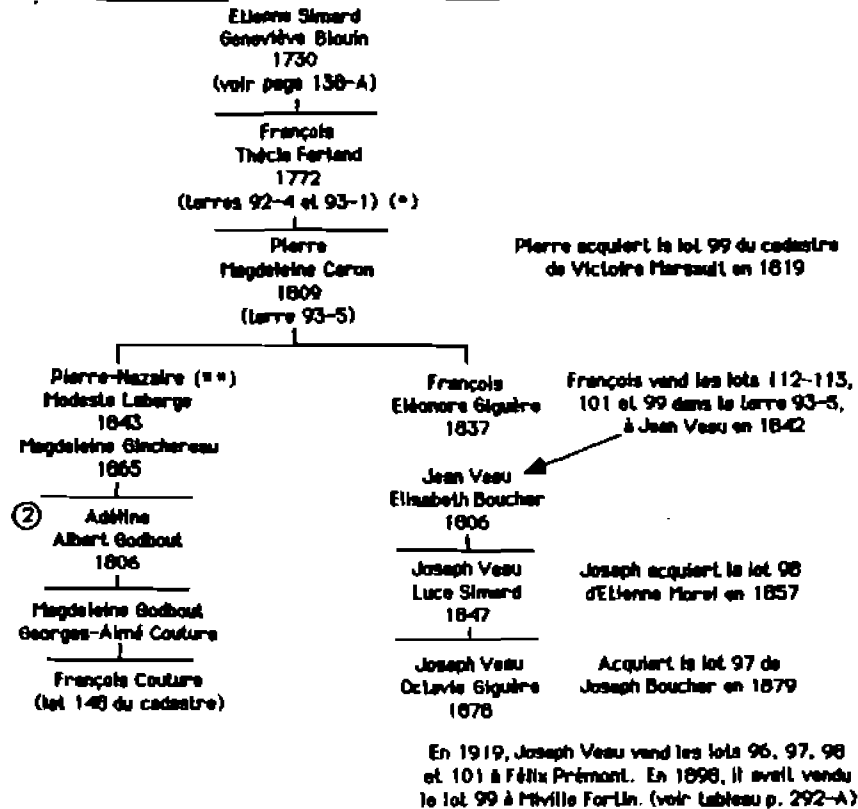 Etienne Simard
Geneviève Blouin
1730
(voir page 138-A)
François
Thécle Ferland
1772
(terres 92-4 et 93-1) (*)
Pierre
Magdeleine Caron
1809
(terre 93-5)
Pierre acquiert le lot 99 du cadastre
de Victoire Marsault en 1819
Pierre-Nazaire (**)
Modeste Laberge
1843
Magdeleine Ginchereau
1865
François
Eléonore Giguère
1837
François vend les lots 112-113,
101 et 99 dans la terre 93-5,
à Jean Veau en 1842
Jean Veau
Elisabeth Boucher
1806
②
Adéline
Albert Godbout
1806
Joseph Veau
Luce Simard
1847
Joseph acquiert le lot 98
d'Etienne Morel en 1857
Magdeleine Godbout
Georges-Aimé Couture
François Couture
(lot 148 du cadastre)
Joseph Veau
Octavie Giguère
1878
Acquiert le lot 97 de
Joseph Boucher en 1879
En 1919, Joseph Veau vend les lots 96, 97, 98
et 101 à Félix Prémont. En 1898, il avait vendu
le lot 99 à Miville Fortin. (voir tableau p. 292-A)